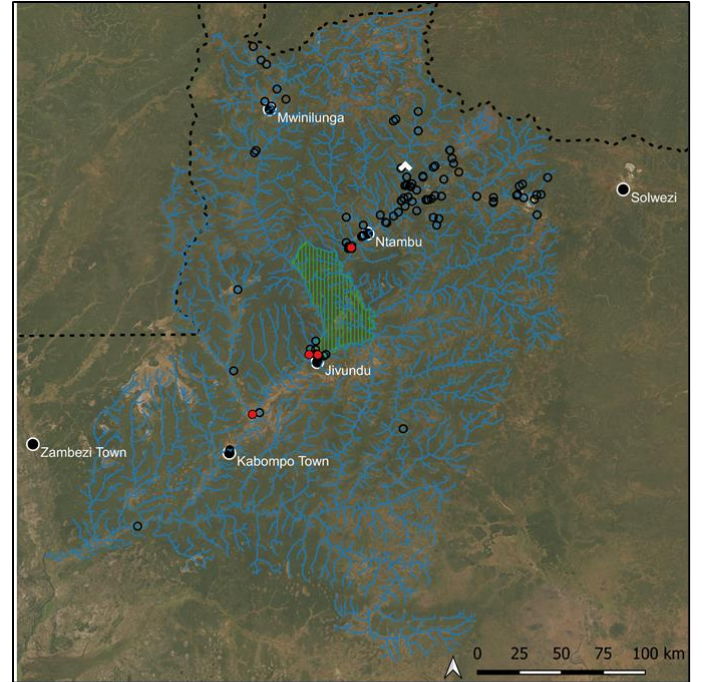 Mwinilunga
Solwezi
Ntambu
Jivundu
Zambezi Town
Kabompo Town
0 25 50 75 100 km